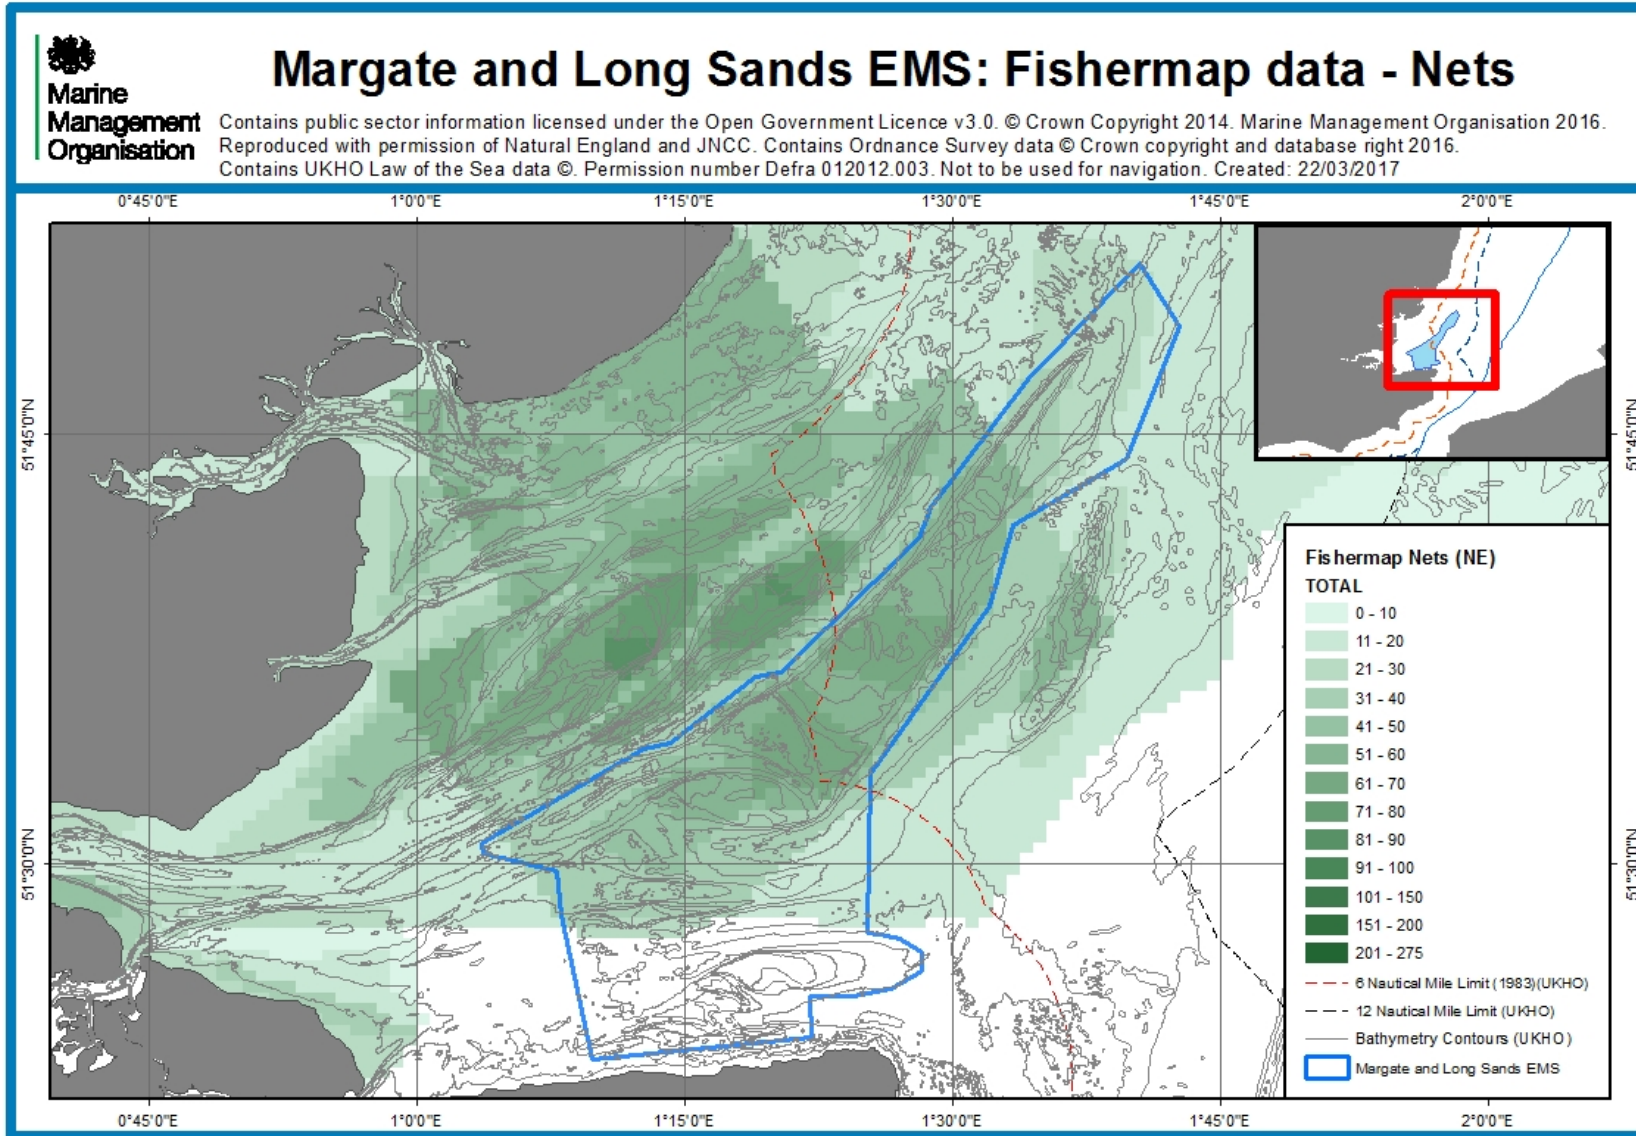 Marine
Management
Organisation
Margate and Long Sands EMS: Fishermap data - Nets
Contains public sector information licensed under the Open Government Licence v3.0. © Crown Copyright 2014. Marine Management Organisation 2016.
Reproduced with permission of Natural England and JNCC. Contains Ordnance Survey data © Crown copyright and database right 2016.
Contains UKHO Law of the Sea data ©. Permission number Defra 012012.003. Not to be used for navigation. Created: 22/03/2017
0°45'0"E 1°0'0"E 1°15'0"E 1°30'0"E 1°45'0"E 2°0'0"E
51°45'0"N
51°45'0"N
Fishermap Nets (NE)
TOTAL
0 - 10
11 - 20
21 - 30
31 - 40
41 - 50
51 - 60
61 - 70
71 - 80
81 - 90
91 - 100
101 - 150
151 - 200
201 - 275
6 Nautical Mile Limit (1983)(UKHO)
12 Nautical Mile Limit (UKHO)
Bathymetry Contours (UKHO)
Margate and Long Sands EMS
51°30'0"N
51°30'0"N
0°45'0"E 1°0'0"E 1°15'0"E 1°30'0"E 1°45'0"E 2°0'0"E